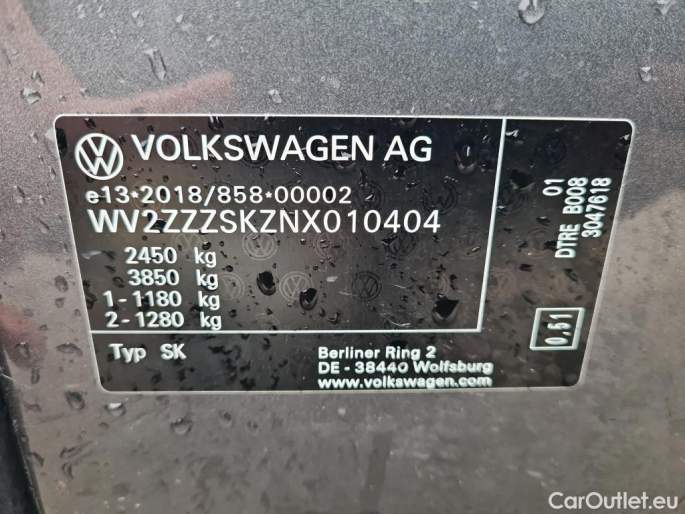 VOLKSWAGEN AG
e13*2018/858*00002
WV2ZZZSKZNX010404
2450 kg
3850 kg
1 - 1180 kg
2 - 1280 kg
Typ SK
Berliner Ring 2
DE - 38440 Wolfsburg
www.volkswagen.com
01
DTRE B008
3047618
0,51
CarOutlet.eu